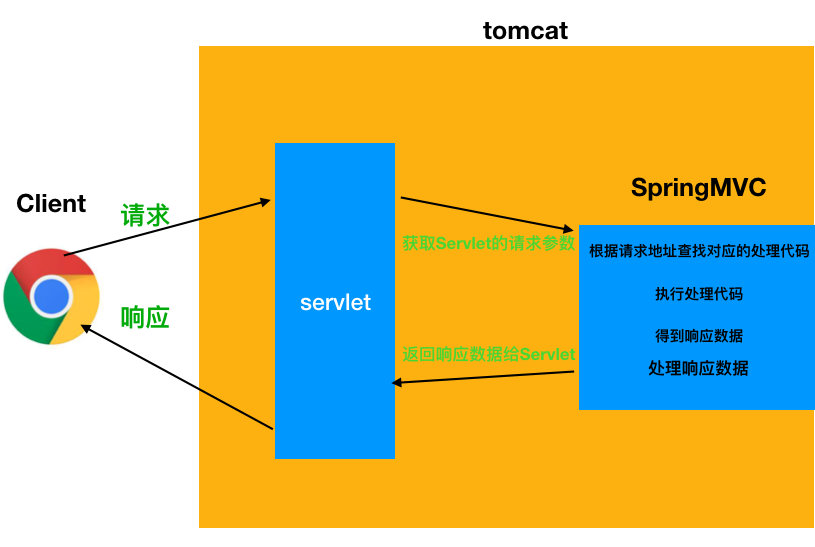 tomcat
Client
请求
响应
servlet
获取Servlet的请求参数
返回响应数据给Servlet
SpringMVC
根据请求地址查找对应的处理代码
执行处理代码
得到响应数据
处理响应数据